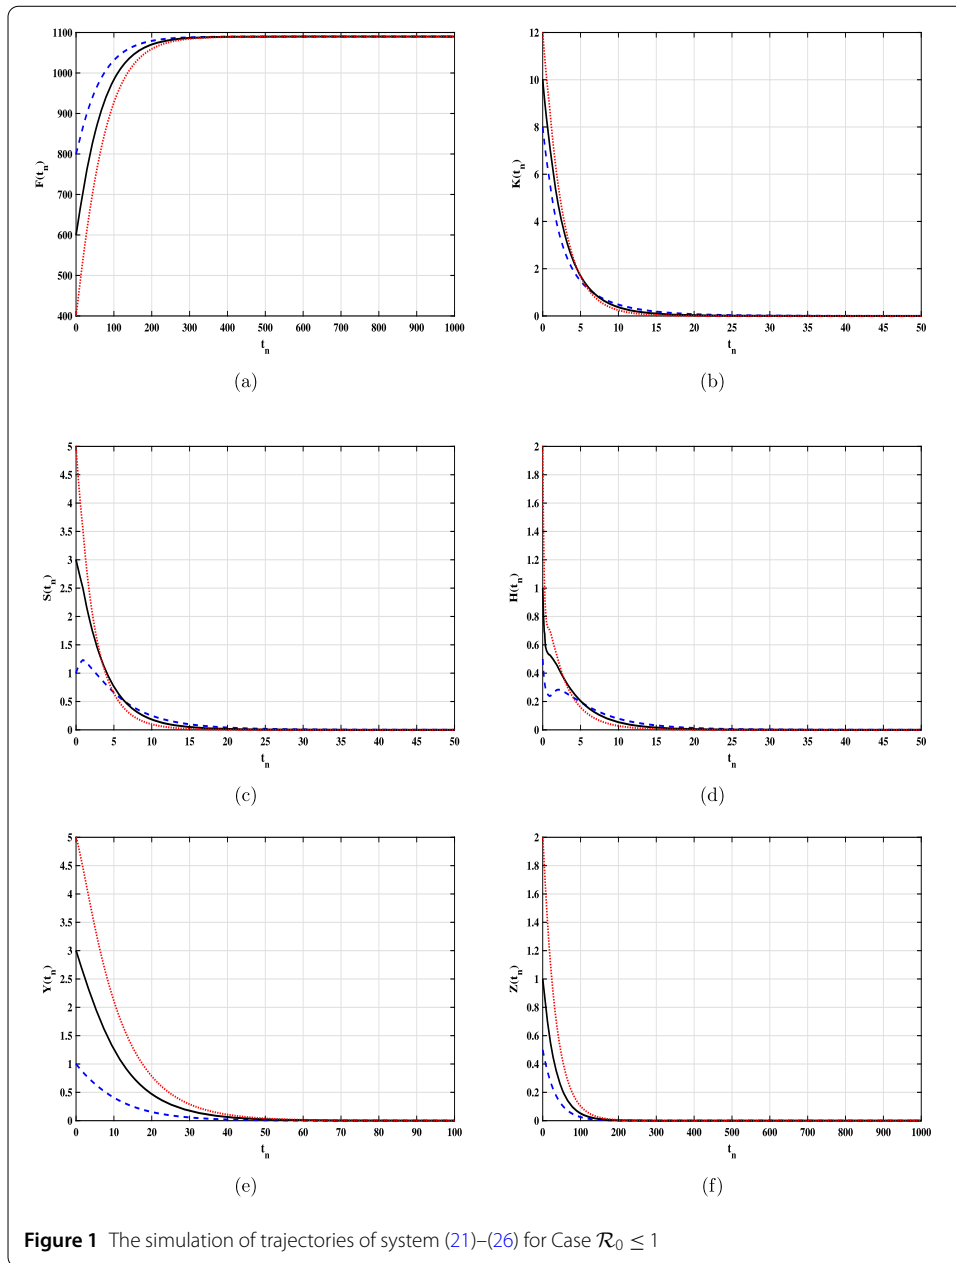 1100
1000
900
800
700
600
500
400
F(t_n)
0 100 200 300 400 500 600 700 800 900 1000
t_n
(a)
12
10
8
6
4
2
0
K(t_n)
0 5 10 15 20 25 30 35 40 45 50
t_n
(b)
5
4.5
4
3.5
3
2.5
2
1.5
1
0.5
0
S(t_n)
0 5 10 15 20 25 30 35 40 45 50
t_n
(c)
2
1.8
1.6
1.4
1.2
1
0.8
0.6
0.4
0.2
0
H(t_n)
0 5 10 15 20 25 30 35 40 45 50
t_n
(d)
5
4.5
4
3.5
3
2.5
2
1.5
1
0.5
0
Y(t_n)
0 10 20 30 40 50 60 70 80 90 100
t_n
(e)
2
1.8
1.6
1.4
1.2
1
0.8
0.6
0.4
0.2
0
Z(t_n)
0 100 200 300 400 500 600 700 800 900 1000
t_n
(f)
Figure 1 The simulation of trajectories of system (21)–(26) for Case R₀ ≤ 1